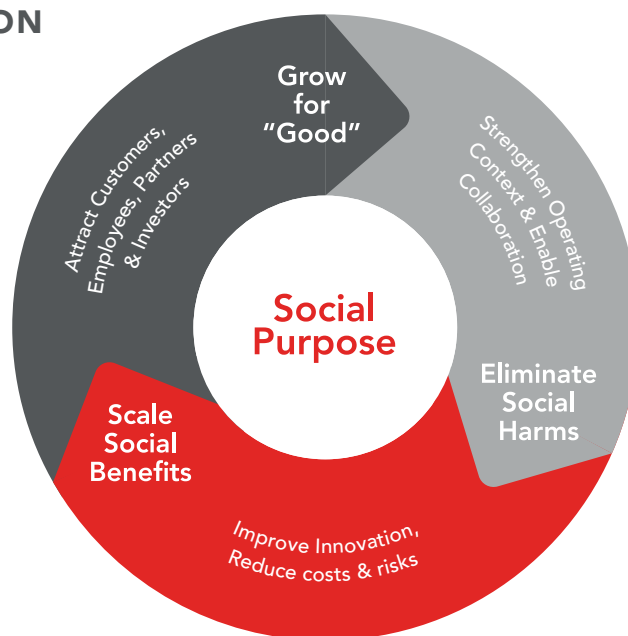 ON
Grow
for
“Good”
Attract Customers,
Employees, Partners
& Investors
Strengthen Operating
Context & Enable
Collaboration
Social
Purpose
Eliminate
Social
Harms
Scale
Social
Benefits
Improve Innovation,
Reduce costs & risks